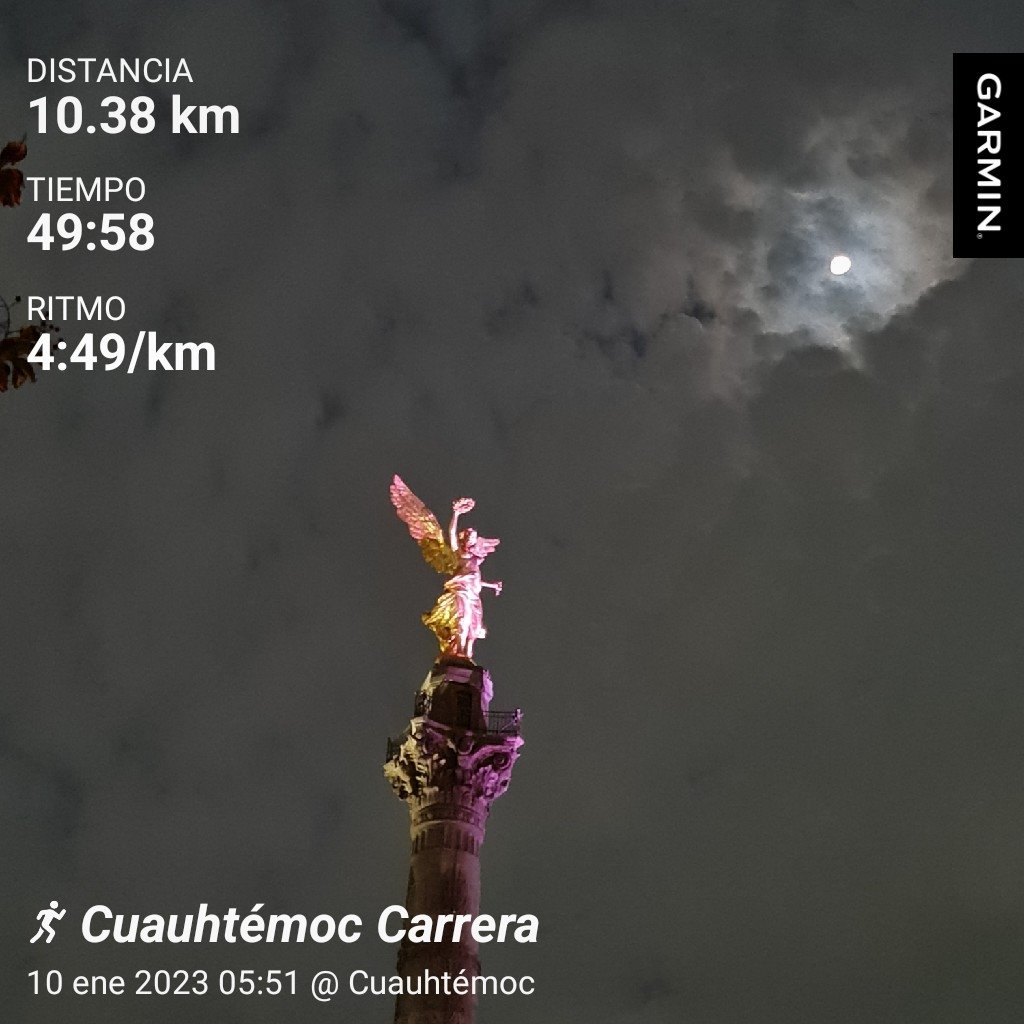 DISTANCIA
10.38 km
TIEMPO
49:58
RITMO
4:49/km
GARMIN®
Cuauhtémoc Carrera
10 ene 2023 05:51 @ Cuauhtémoc